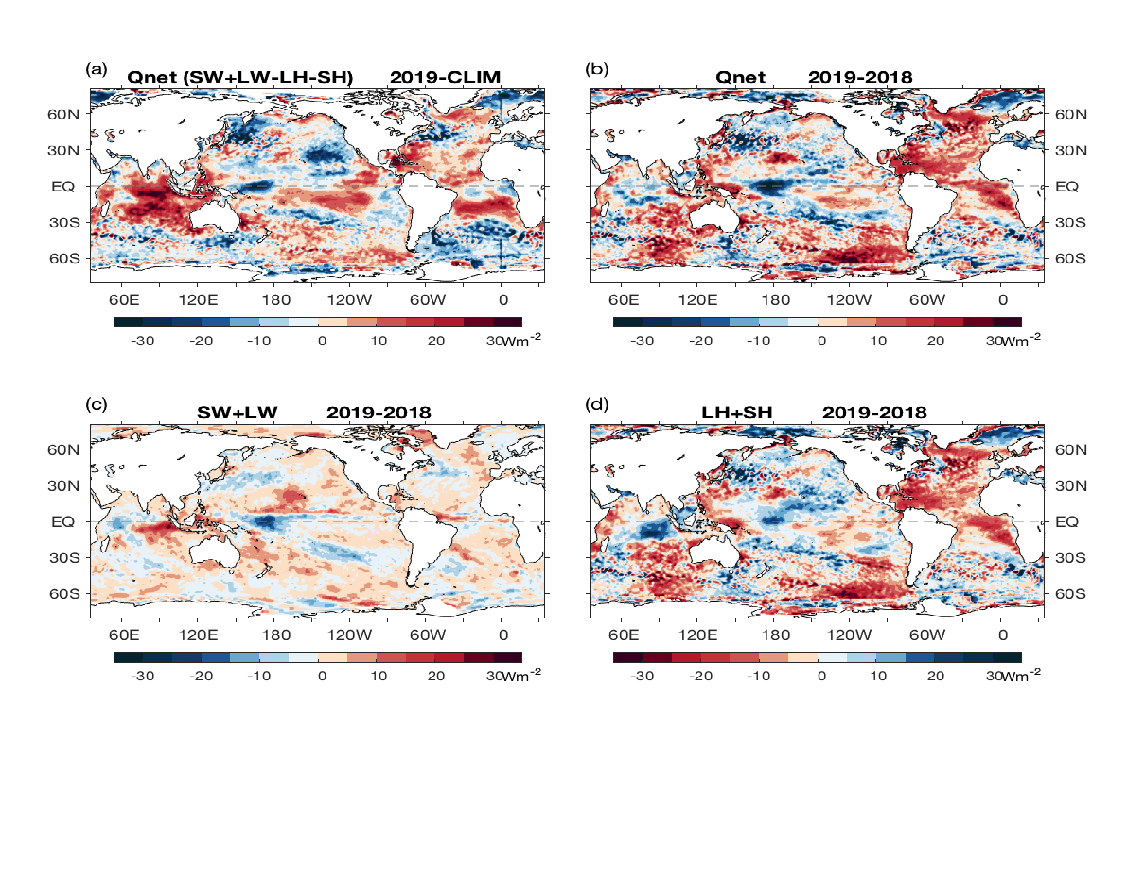 (a)
Qnet (SW+LW-LH-SH) 2019-CLIM
60N
30N
EQ
30S
60S
60E 120E 180 120W 60W 0
-30 -20 -10 0 10 20 30Wm-2
(b)
Qnet 2019-2018
60N
30N
EQ
30S
60S
60E 120E 180 120W 60W 0
-30 -20 -10 0 10 20 30Wm-2
(c)
SW+LW 2019-2018
60N
30N
EQ
30S
60S
60E 120E 180 120W 60W 0
-30 -20 -10 0 10 20 30Wm-2
(d)
LH+SH 2019-2018
60N
30N
EQ
30S
60S
60E 120E 180 120W 60W 0
-30 -20 -10 0 10 20 30Wm-2